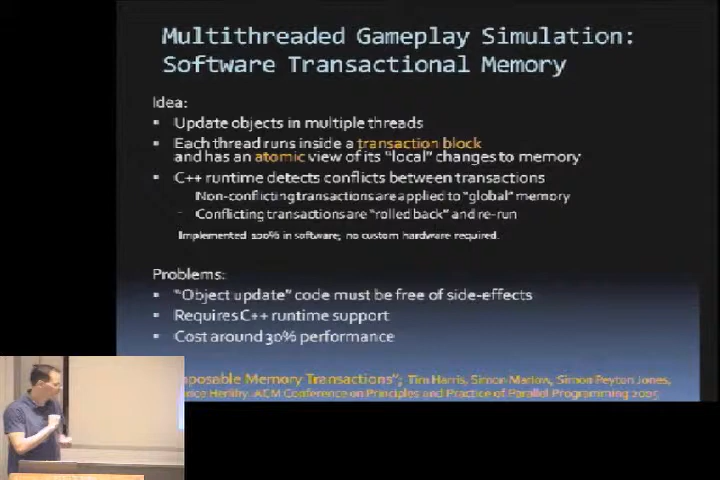 Multithreaded Gameplay Simulation:
Software Transactional Memory
Idea:
▪ Update objects in multiple threads
▪ Each thread runs inside a transaction block
and has an atomic view of its "local" changes to memory
▪ C++ runtime detects conflicts between transactions
Non-conflicting transactions are applied to "global" memory
Conflicting transactions are "rolled back" and re-run
Implemented 100% in software; no custom hardware required.
Problems:
▪ "Object update" code must be free of side-effects
▪ Requires C++ runtime support
▪ Cost around 30% performance
Memory Transactions"; Tim Harris, Simon Marlow, Simon Peyton Jones,
Herlihy. ACM Conference on Principles and Practice of Parallel Programming 2005